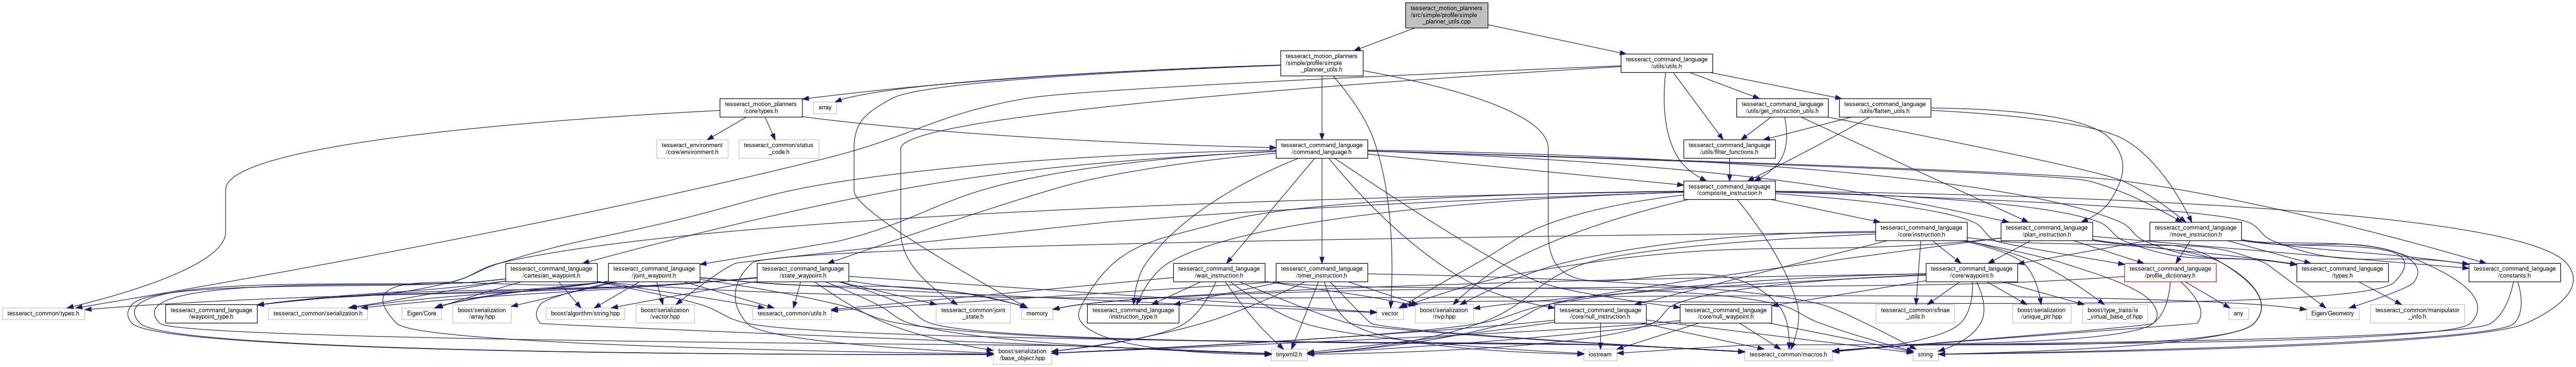 tesseract_motion_planners
/src/simple/profile/simple
_planner_utils.cpp
tesseract_motion_planners
/simple/profile/simple
_planner_utils.h
tesseract_command_language
/utils/utils.h
tesseract_motion_planners
/core/types.h
array
tesseract_command_language
/utils/get_instruction_utils.h
tesseract_command_language
/utils/flatten_utils.h
tesseract_environment
/core/environment.h
tesseract_common/status
_code.h
tesseract_command_language
/command_language.h
tesseract_command_language
/utils/filter_functions.h
tesseract_command_language
/composite_instruction.h
tesseract_command_language
/core/instruction.h
tesseract_command_language
/plan_instruction.h
tesseract_command_language
/move_instruction.h
tesseract_command_language
/cartesian_waypoint.h
tesseract_command_language
/joint_waypoint.h
tesseract_command_language
/state_waypoint.h
tesseract_command_language
/wait_instruction.h
tesseract_command_language
/timer_instruction.h
tesseract_command_language
/core/waypoint.h
tesseract_command_language
/profile_dictionary.h
tesseract_command_language
/types.h
tesseract_command_language
/constants.h
tesseract_common/types.h
tesseract_command_language
/waypoint_type.h
tesseract_common/serialization.h
Eigen/Core
boost/serialization
/array.hpp
boost/algorithm/string.hpp
boost/serialization
/vector.hpp
tesseract_common/utils.h
tesseract_common/joint
_state.h
memory
vector
tesseract_command_language
/instruction_type.h
boost/serialization
/nvp.hpp
tesseract_command_language
/core/null_instruction.h
tesseract_command_language
/core/null_waypoint.h
tesseract_common/sfinae
_utils.h
boost/serialization
/unique_ptr.hpp
boost/type_traits/is
_virtual_base_of.hpp
any
Eigen/Geometry
tesseract_common/manipulator
_info.h
boost/serialization
/base_object.hpp
tinyxml2.h
iostream
tesseract_common/macros.h
string